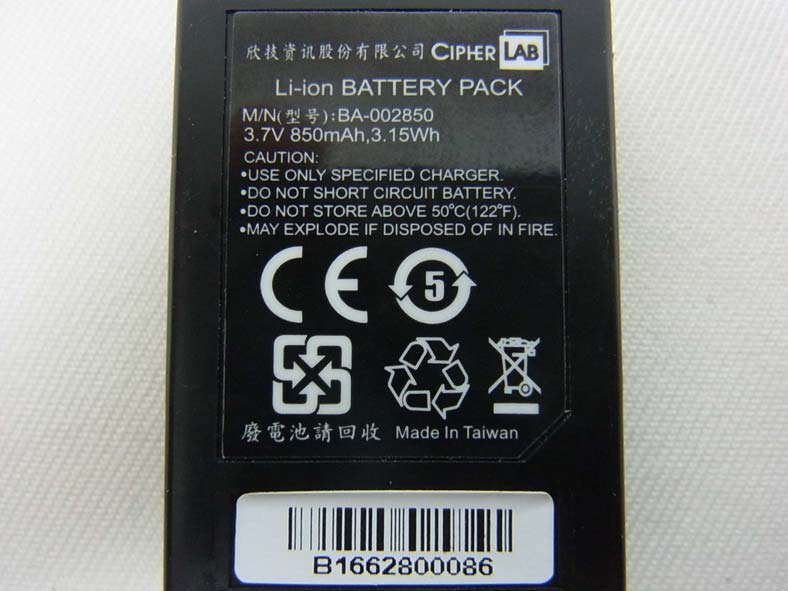 欣技資訊股份有限公司 CIPHER LAB
Li-ion BATTERY PACK
M/N(型号):BA-002850
3.7V 850mAh,3.15Wh
CAUTION:
•USE ONLY SPECIFIED CHARGER.
•DO NOT SHORT CIRCUIT BATTERY.
•DO NOT STORE ABOVE 50°C(122°F).
•MAY EXPLODE IF DISPOSED OF IN FIRE.
CE 5
廢電池請回收 Made In Taiwan
B1662800086